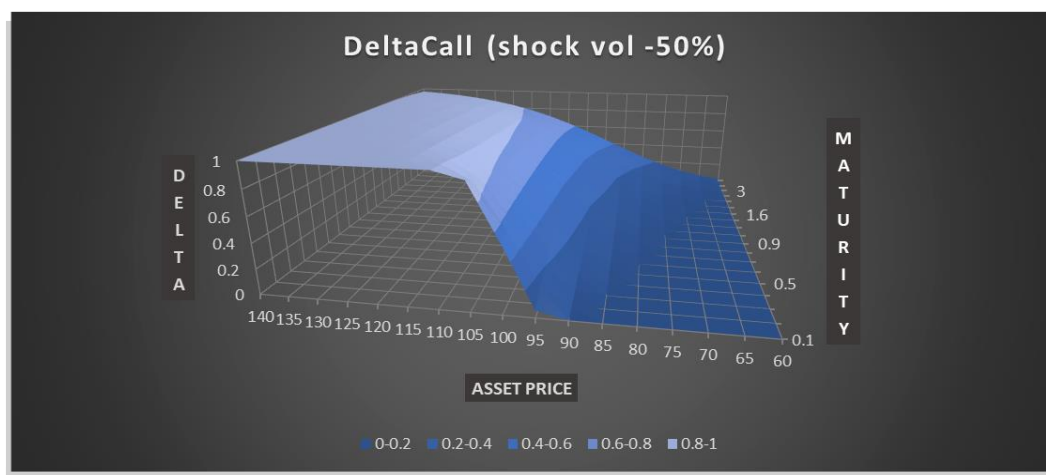 DeltaCall (shock vol -50%)
DELTA
1
0.8
0.6
0.4
0.2
0
140 135 130 125 120 115 110 105 100 95 90 85 80 75 70 65 60
ASSET PRICE
3
1.6
0.9
0.5
0.1
MATURITY
0-0.2 0.2-0.4 0.4-0.6 0.6-0.8 0.8-1